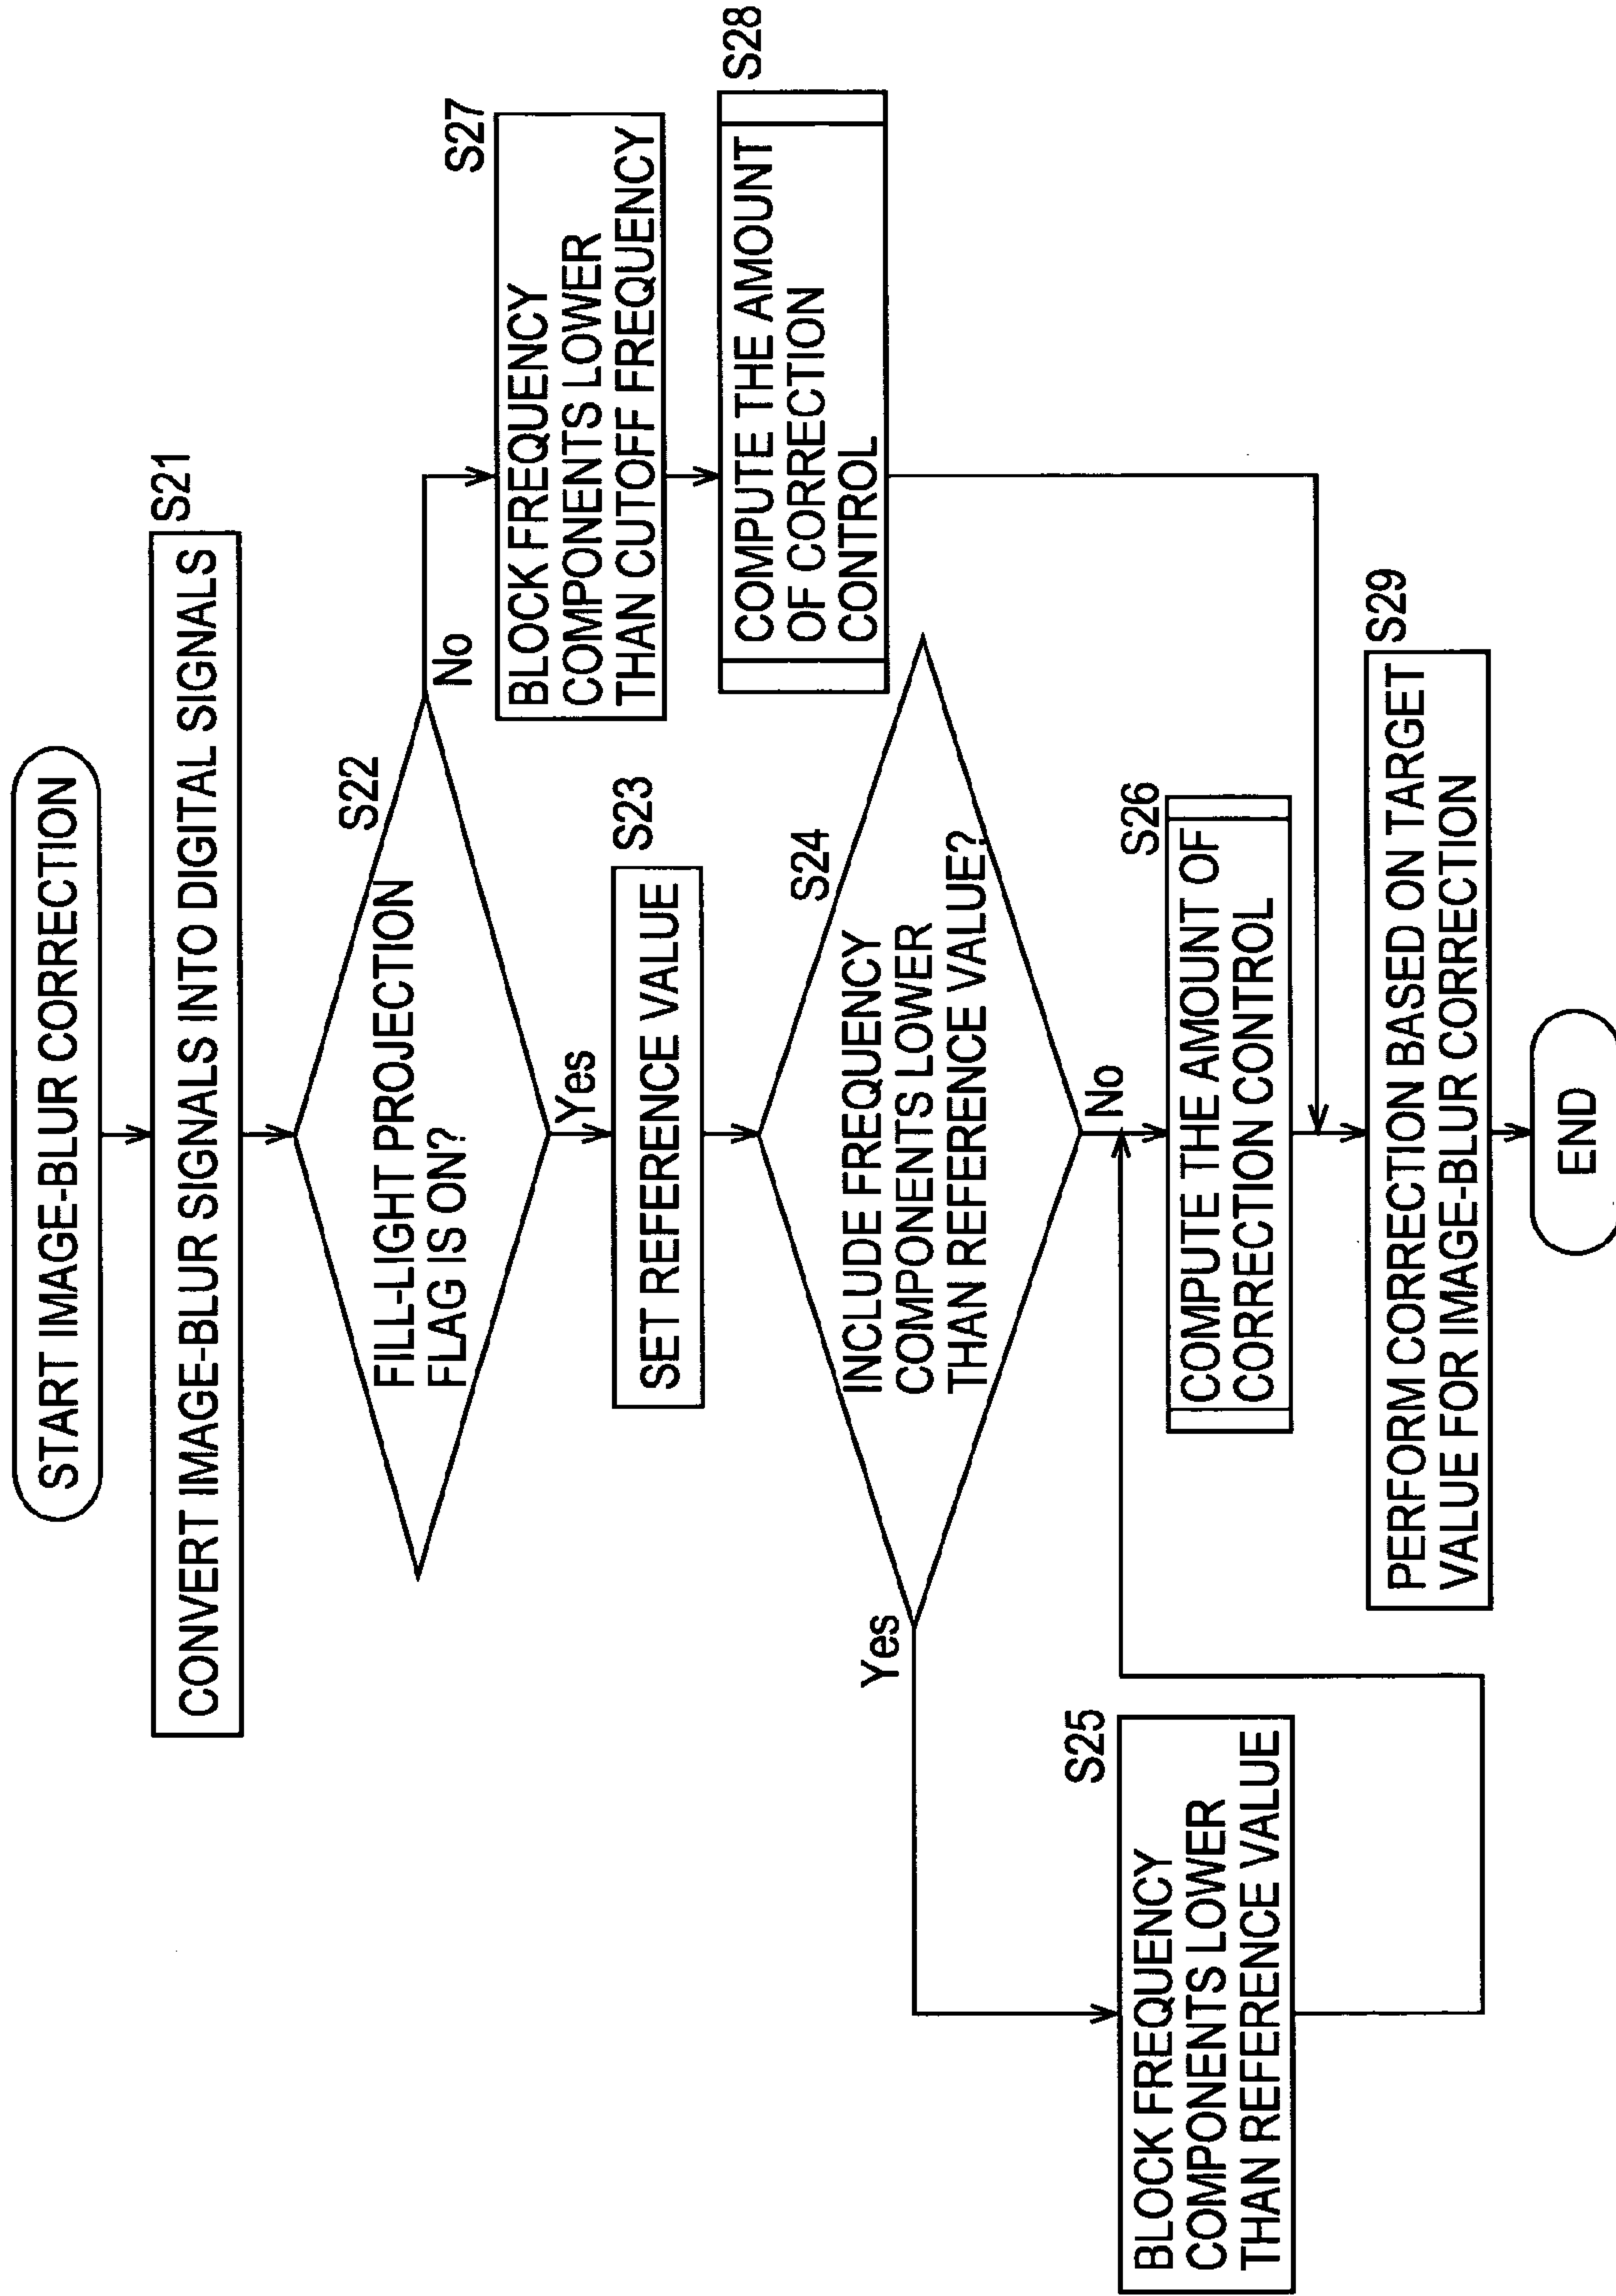 START IMAGE-BLUR CORRECTION
S21
CONVERT IMAGE-BLUR SIGNALS INTO DIGITAL SIGNALS
S22
FILL-LIGHT PROJECTION
FLAG IS ON?
No
Yes
S23
SET REFERENCE VALUE
S27
BLOCK FREQUENCY
COMPONENTS LOWER
THAN CUTOFF FREQUENCY
S28
COMPUTE THE AMOUNT
OF CORRECTION
CONTROL
S24
INCLUDE FREQUENCY
COMPONENTS LOWER
THAN REFERENCE VALUE?
Yes
No
S25
BLOCK FREQUENCY
COMPONENTS LOWER
THAN REFERENCE VALUE
S26
COMPUTE THE AMOUNT OF
CORRECTION CONTROL
S29
PERFORM CORRECTION BASED ON TARGET
VALUE FOR IMAGE-BLUR CORRECTION
END